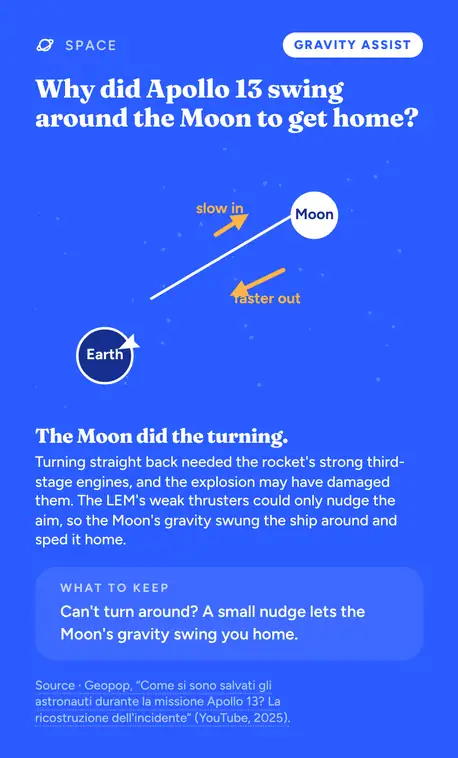 SPACE
GRAVITY ASSIST
Why did Apollo 13 swing
around the Moon to get home?
slow in
Moon
faster out
Earth
The Moon did the turning.
Turning straight back needed the rocket's strong third-
stage engines, and the explosion may have damaged
them. The LEM's weak thrusters could only nudge the
aim, so the Moon's gravity swung the ship around and
sped it home.
WHAT TO KEEP
Can't turn around? A small nudge lets the
Moon's gravity swing you home.
Source · Geopop, “Come si sono salvati gli
astronauti durante la missione Apollo 13? La
ricostruzione dell'incidente” (YouTube, 2025).